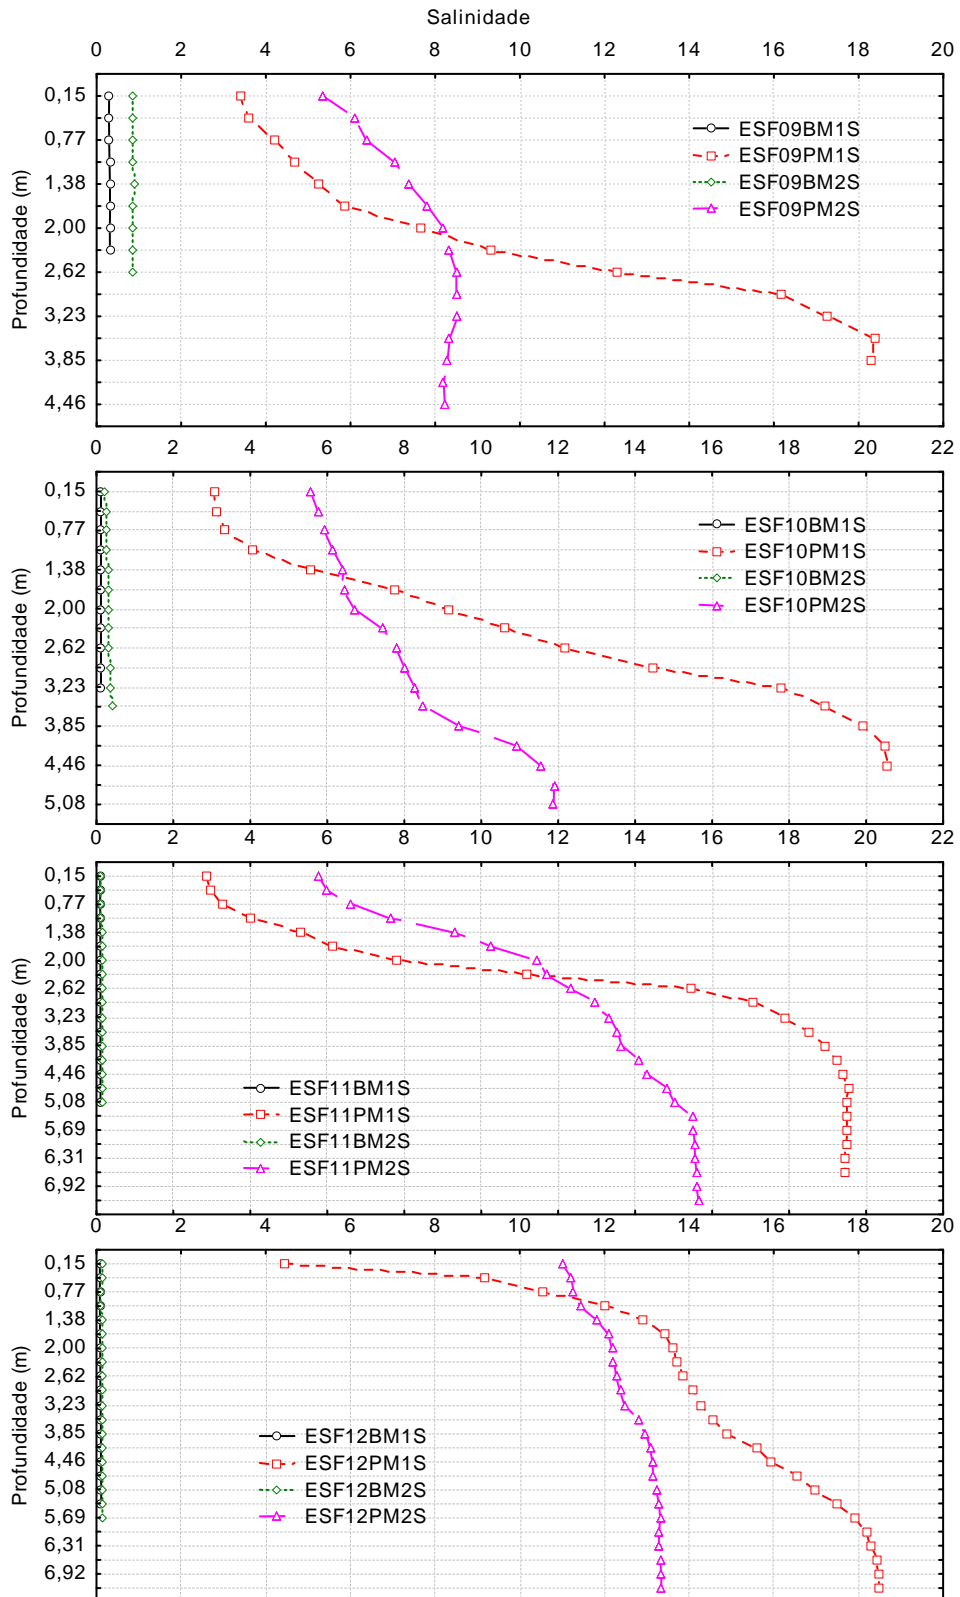 Salinidade
0 2 4 6 8 10 12 14 16 18 20
0,15
0,77
1,38
2,00
2,62
3,23
3,85
4,46
Profundidade (m)
ESF09BM1S
ESF09PM1S
ESF09BM2S
ESF09PM2S
0 2 4 6 8 10 12 14 16 18 20 22
0,15
0,77
1,38
2,00
2,62
3,23
3,85
4,46
5,08
Profundidade (m)
ESF10BM1S
ESF10PM1S
ESF10BM2S
ESF10PM2S
0 2 4 6 8 10 12 14 16 18 20 22
0,15
0,77
1,38
2,00
2,62
3,23
3,85
4,46
5,08
5,69
6,31
6,92
Profundidade (m)
ESF11BM1S
ESF11PM1S
ESF11BM2S
ESF11PM2S
0 2 4 6 8 10 12 14 16 18 20
0,15
0,77
1,38
2,00
2,62
3,23
3,85
4,46
5,08
5,69
6,31
6,92
Profundidade (m)
ESF12BM1S
ESF12PM1S
ESF12BM2S
ESF12PM2S